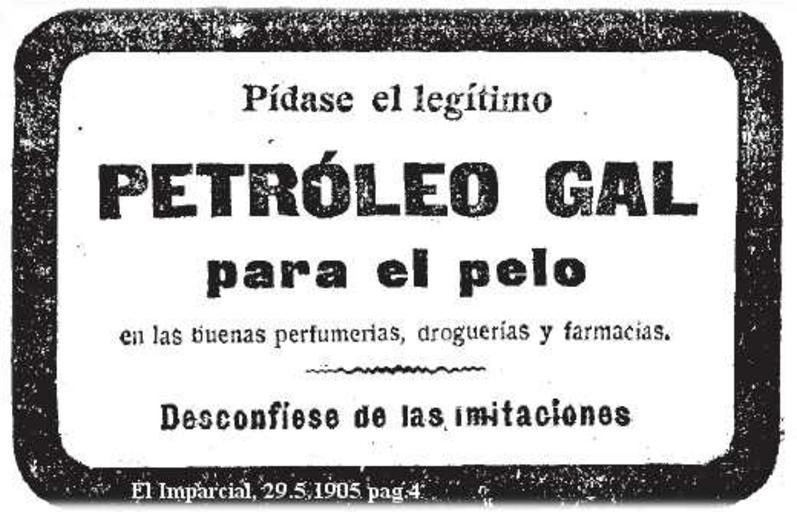 Pídase el legítimo
PETRÓLEO GAL
para el pelo
en las buenas perfumerias, droguerías y farmacias.
Desconfíese de las imitaciones
El Imparcial, 29.5.1905 pag.4